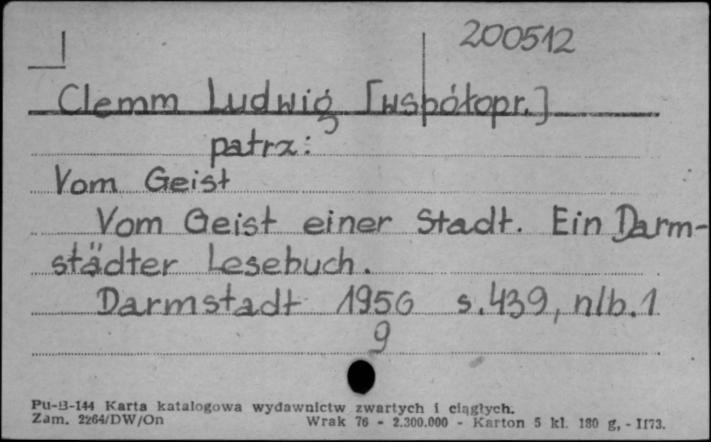 200512
Clemm Ludwig [współopr.]
patrz:
Vom Geist
Vom Geist einer Stadt. Ein Darm-
städter Lesebuch.
Darmstadt 1956 s.439, nlb.1
9
Pu-B-144 Karta katalogowa wydawnictw zwartych i ciągłych.
Zam. 2264/DW/On Wrak 76 - 2.300.000 - Karton 5 kl. 180 g, - II73.